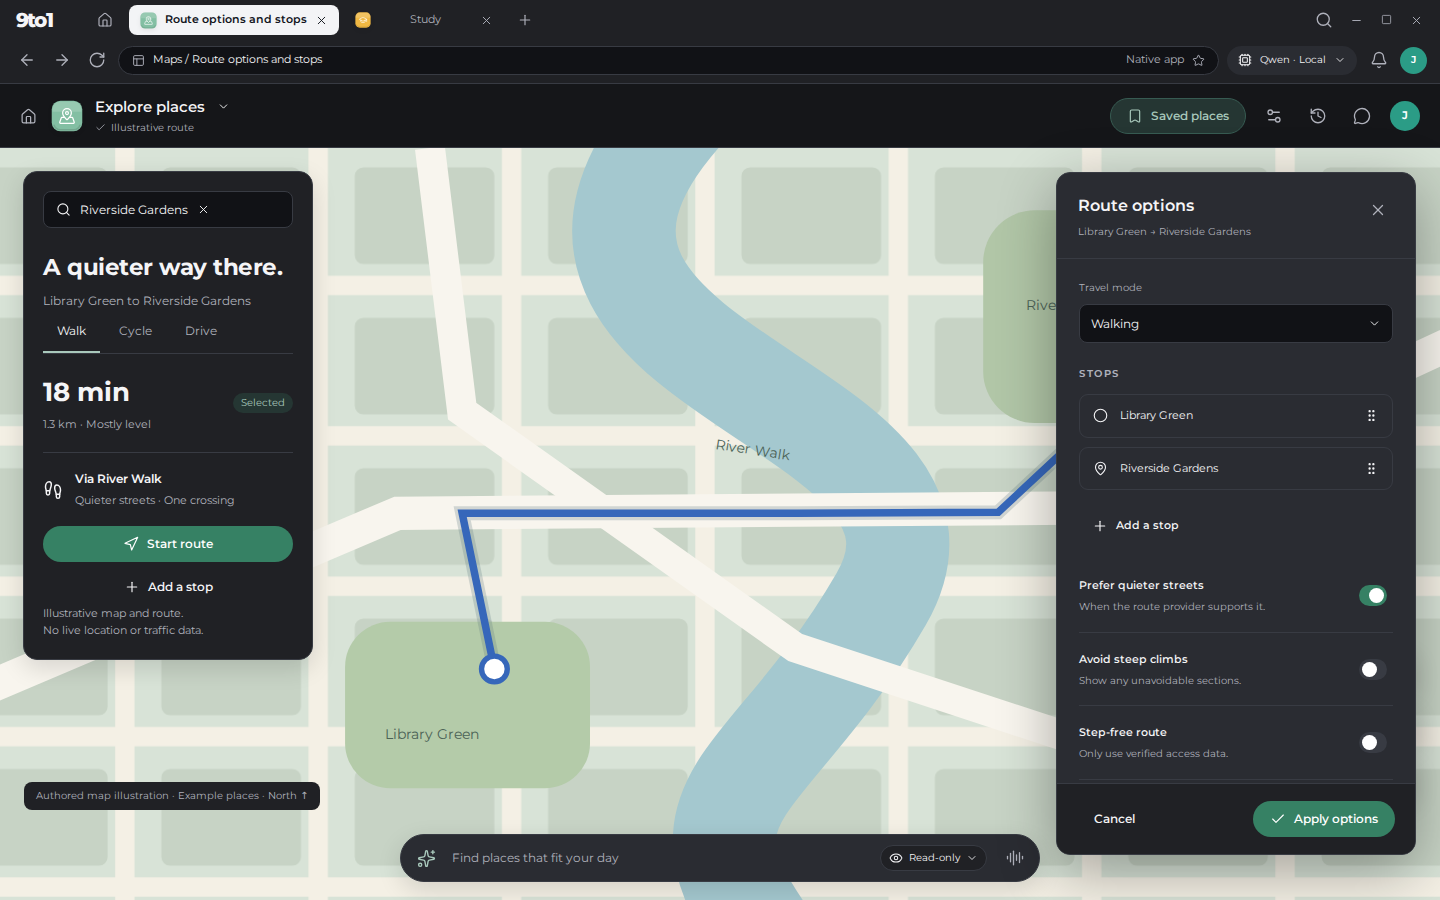 9to1
Route options and stops
Study
Maps / Route options and stops
Native app
Qwen · Local
J
Explore places
Illustrative route
Saved places
J
Riverside Gardens
A quieter way there.
Library Green to Riverside Gardens
Walk
Cycle
Drive
18 min
1.3 km · Mostly level
Selected
Via River Walk
Quieter streets · One crossing
Start route
Add a stop
Illustrative map and route.
No live location or traffic data.
River Walk
Library Green
Authored map illustration · Example places · North ↑
Find places that fit your day
Read-only
Route options
Library Green → Riverside Gardens
Travel mode
Walking
STOPS
Library Green
Riverside Gardens
Add a stop
Prefer quieter streets
When the route provider supports it.
Avoid steep climbs
Show any unavoidable sections.
Step-free route
Only use verified access data.
Cancel
Apply options